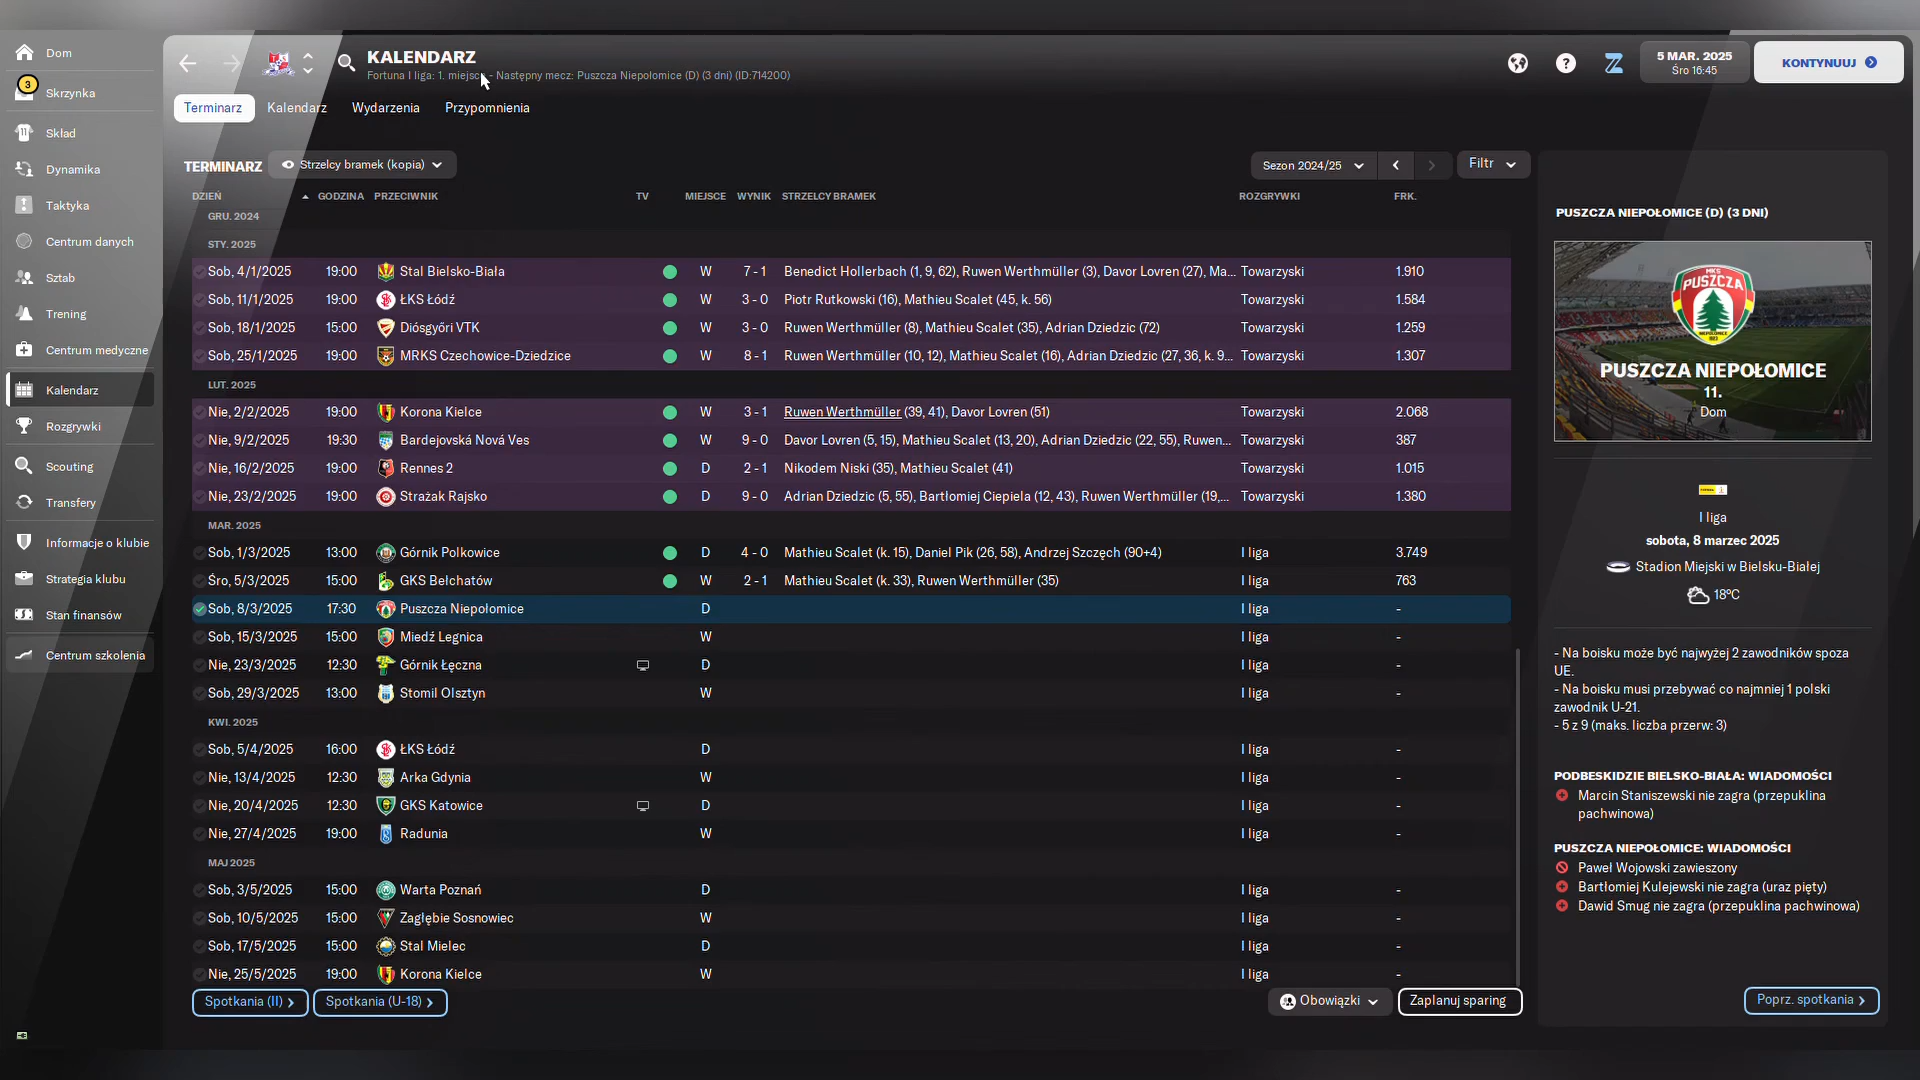 Dom
3
Skrzynka
Skład
Dynamika
Taktyka
Centrum danych
Sztab
Trening
Centrum medyczne
Kalendarz
Rozgrywki
Scouting
Transfery
Informacje o klubie
Strategia klubu
Stan finansów
Centrum szkolenia
KALENDARZ
Fortuna I liga: 1. miejsce - Następny mecz: Puszcza Niepołomice (D) (3 dni) (ID:714200)
5 MAR. 2025
Śro 16:45
KONTYNUUJ
Terminarz Kalendarz Wydarzenia Przypomnienia
TERMINARZ Strzelcy bramek (kopia) Sezon 2024/25 Filtr
DZIEŃ GODZINA PRZECIWNIK TV MIEJSCE WYNIK STRZELCY BRAMEK ROZGRYWKI FRK.
GRU. 2024
STY. 2025
Sob, 4/1/2025 19:00 Stal Bielsko-Biała W 7 - 1 Benedict Hollerbach (1, 9, 62), Ruwen Werthmüller (3), Davor Lovren (27), Ma... Towarzyski 1.910
Sob, 11/1/2025 19:00 ŁKS Łódź W 3 - 0 Piotr Rutkowski (16), Mathieu Scalet (45, k. 56) Towarzyski 1.584
Sob, 18/1/2025 15:00 Diósgyőri VTK W 3 - 0 Ruwen Werthmüller (8), Mathieu Scalet (35), Adrian Dziedzic (72) Towarzyski 1.259
Sob, 25/1/2025 19:00 MRKS Czechowice-Dziedzice W 8 - 1 Ruwen Werthmüller (10, 12), Mathieu Scalet (16), Adrian Dziedzic (27, 36, k. 9... Towarzyski 1.307
LUT. 2025
Nie, 2/2/2025 19:00 Korona Kielce W 3 - 1 Ruwen Werthmüller (39, 41), Davor Lovren (51) Towarzyski 2.068
Nie, 9/2/2025 19:30 Bardejovská Nová Ves W 9 - 0 Davor Lovren (5, 15), Mathieu Scalet (13, 20), Adrian Dziedzic (22, 55), Ruwen... Towarzyski 387
Nie, 16/2/2025 19:00 Rennes 2 D 2 - 1 Nikodem Niski (35), Mathieu Scalet (41) Towarzyski 1.015
Nie, 23/2/2025 19:00 Strażak Rajsko D 9 - 0 Adrian Dziedzic (5, 55), Bartłomiej Ciepiela (12, 43), Ruwen Werthmüller (19,... Towarzyski 1.380
MAR. 2025
Sob, 1/3/2025 13:00 Górnik Polkowice D 4 - 0 Mathieu Scalet (k. 15), Daniel Pik (26, 58), Andrzej Szczęch (90+4) I liga 3.749
Śro, 5/3/2025 15:00 GKS Bełchatów W 2 - 1 Mathieu Scalet (k. 33), Ruwen Werthmüller (35) I liga 763
Sob, 8/3/2025 17:30 Puszcza Niepołomice D I liga -
Sob, 15/3/2025 15:00 Miedź Legnica W I liga -
Nie, 23/3/2025 12:30 Górnik Łęczna D I liga -
Sob, 29/3/2025 13:00 Stomil Olsztyn W I liga -
KWI. 2025
Sob, 5/4/2025 16:00 ŁKS Łódź D I liga -
Nie, 13/4/2025 12:30 Arka Gdynia W I liga -
Nie, 20/4/2025 12:30 GKS Katowice D I liga -
Nie, 27/4/2025 19:00 Radunia W I liga -
MAJ 2025
Sob, 3/5/2025 15:00 Warta Poznań D I liga -
Sob, 10/5/2025 15:00 Zagłębie Sosnowiec W I liga -
Sob, 17/5/2025 15:00 Stal Mielec D I liga -
Nie, 25/5/2025 19:00 Korona Kielce W I liga -
Spotkania (II) Spotkania (U-18) Obowiązki Zaplanuj sparing
PUSZCZA NIEPOŁOMICE (D) (3 DNI)
MKS
PUSZCZA
PUSZCZA NIEPOŁOMICE
11.
Dom
I liga
sobota, 8 marzec 2025
Stadion Miejski w Bielsku-Białej
18°C
- Na boisku może być najwyżej 2 zawodników spoza
UE.
- Na boisku musi przebywać co najmniej 1 polski
zawodnik U-21.
- 5 z 9 (maks. liczba przerw: 3)
PODBESKIDZIE BIELSKO-BIAŁA: WIADOMOŚCI
Marcin Staniszewski nie zagra (przepuklina
pachwinowa)
PUSZCZA NIEPOŁOMICE: WIADOMOŚCI
Paweł Wojowski zawieszony
Bartłomiej Kulejewski nie zagra (uraz pięty)
Dawid Smug nie zagra (przepuklina pachwinowa)
Poprz. spotkania